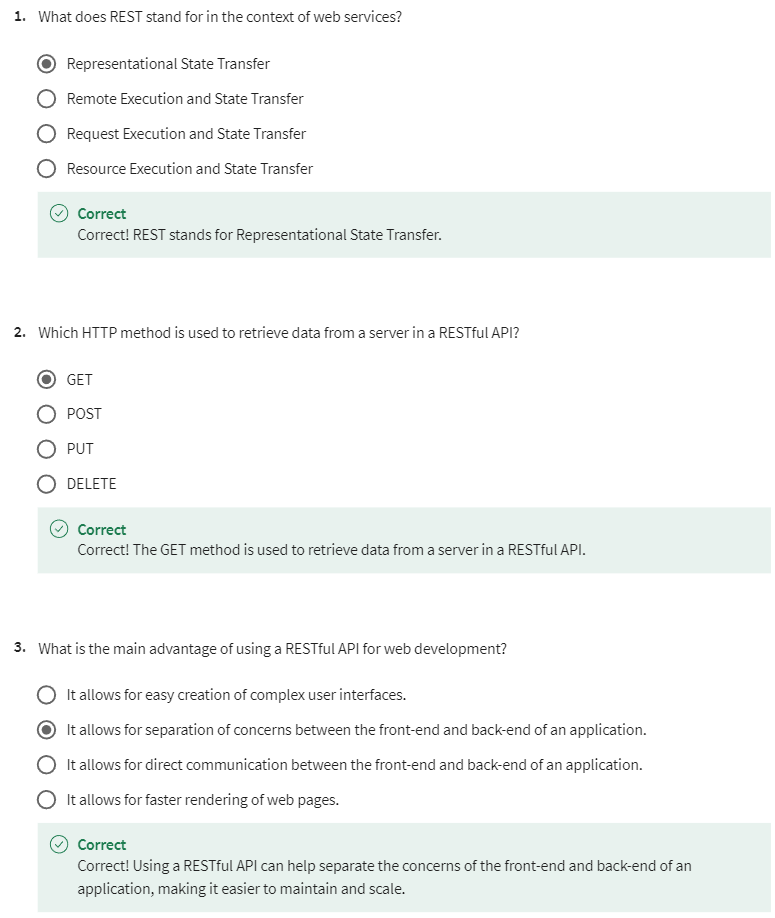 1. What does REST stand for in the context of web services?
Representational State Transfer
Remote Execution and State Transfer
Request Execution and State Transfer
Resource Execution and State Transfer
Correct
Correct! REST stands for Representational State Transfer.
2. Which HTTP method is used to retrieve data from a server in a RESTful API?
GET
POST
PUT
DELETE
Correct
Correct! The GET method is used to retrieve data from a server in a RESTful API.
3. What is the main advantage of using a RESTful API for web development?
It allows for easy creation of complex user interfaces.
It allows for separation of concerns between the front-end and back-end of an application.
It allows for direct communication between the front-end and back-end of an application.
It allows for faster rendering of web pages.
Correct
Correct! Using a RESTful API can help separate the concerns of the front-end and back-end of an
application, making it easier to maintain and scale.